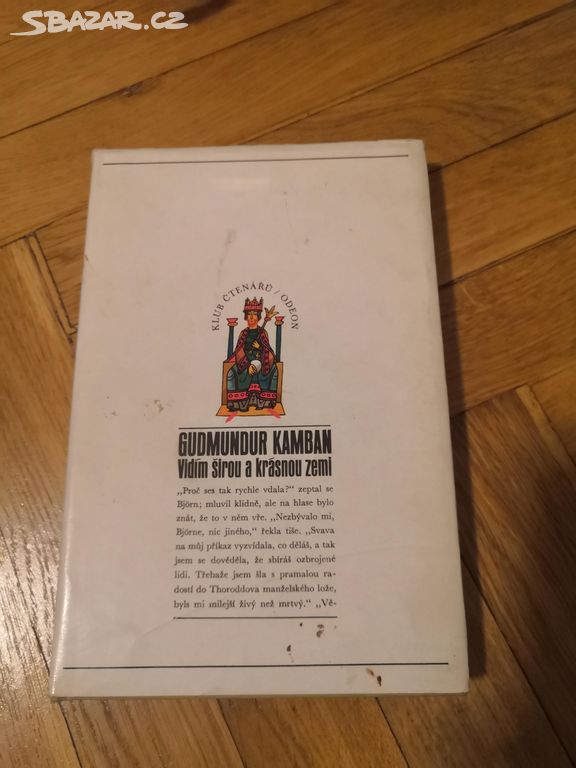 SBAZAR.CZ
KLUB ČTENÁŘŮ / ODEON
GUDMUNDUR KAMBAN
Vidím širou a krásnou zemi
„Proč ses tak rychle vdala?“ zeptal se
Björn; mluvil klidně, ale na hlase bylo
znát, že to v něm vře. „Nezbývalo mi,
Björne, nic jiného,“ řekla tiše. „Svava
na můj příkaz vyzvídala, co děláš, a tak
jsem se dověděla, že sbíráš ozbrojené
lidi. Třebaže jsem šla s pramalou ra-
dostí do Thoroddova manželského lože,
byls mi milejší živý než mrtvý.“ „Vě-